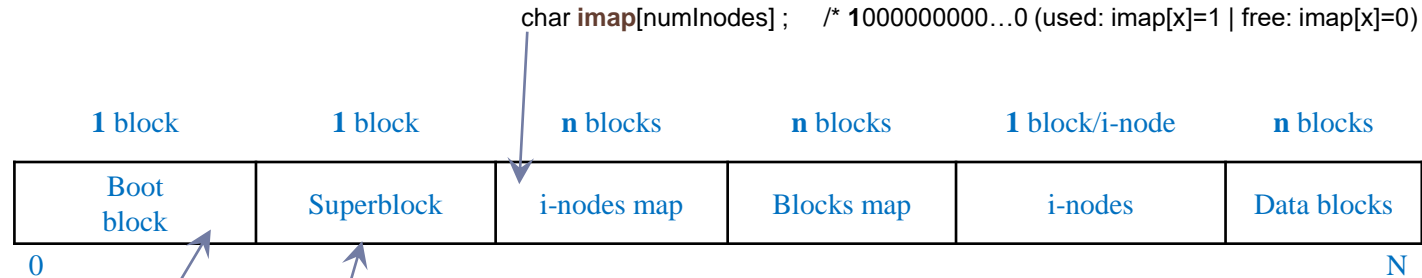 char imap[numInodes] ; /* 1000000000…0 (used: imap[x]=1 | free: imap[x]=0)
1 block 1 block n blocks n blocks 1 block/i-node n blocks
Boot block Superblock i-nodes map Blocks map i-nodes Data blocks
0 N